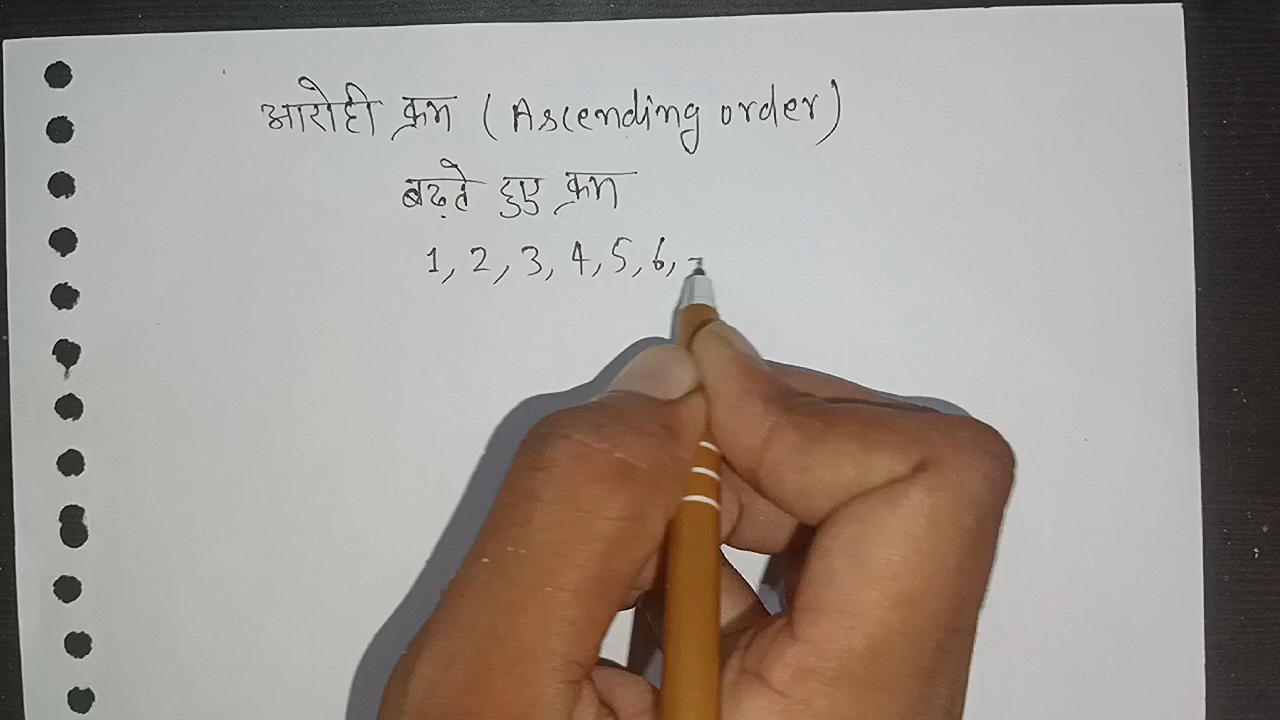 आरोही क्रम (Ascending order)
बढ़ते हुए क्रम
1, 2, 3, 4, 5, 6,